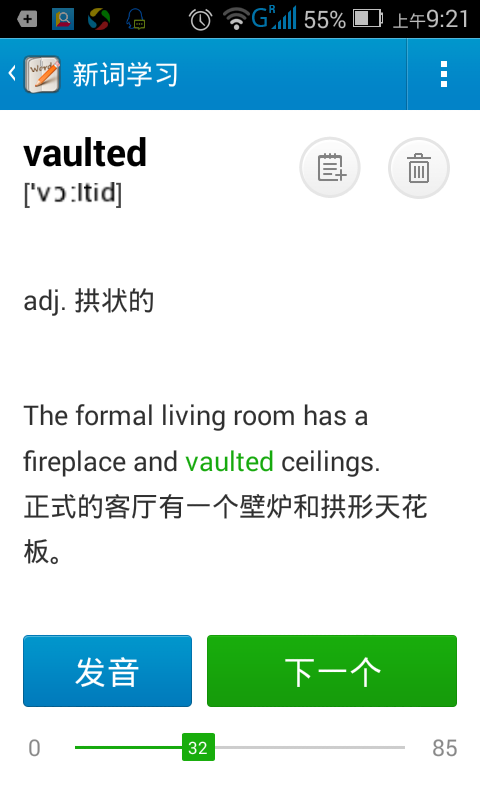 55% 上午9:21
新词学习
vaulted
['vɔ:ltid]
adj. 拱状的
The formal living room has a
fireplace and vaulted ceilings.
正式的客厅有一个壁炉和拱形天花
板。
发音 下一个
0 32 85